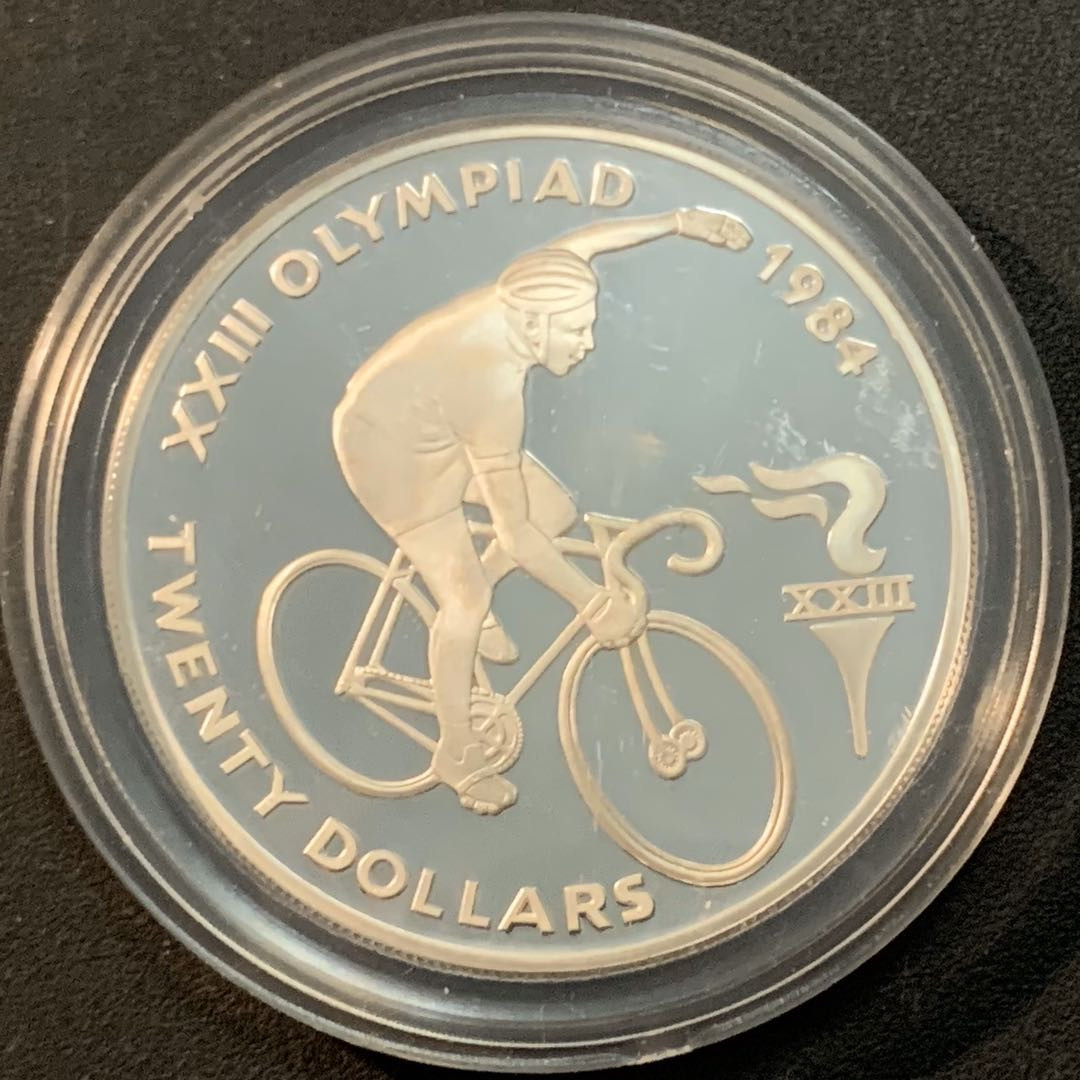 XXIII OLYMPIAD 1984
XXIII
TWENTY DOLLARS